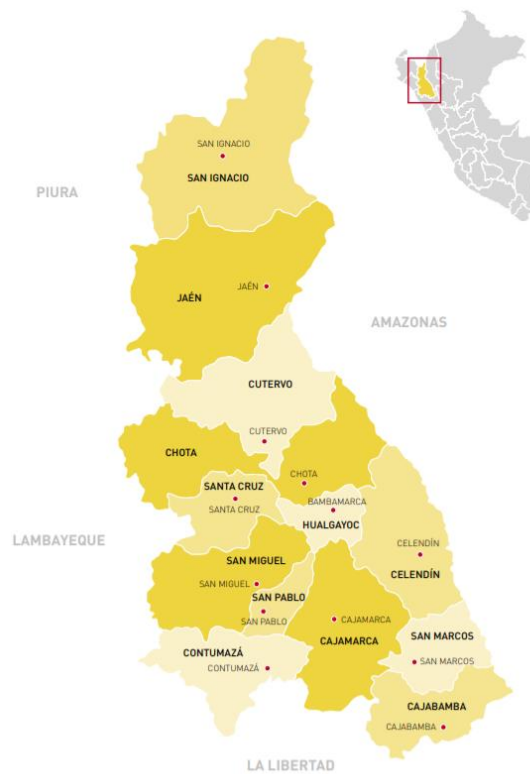 SAN IGNACIO
SAN IGNACIO
PIURA
JAÉN
JAÉN
AMAZONAS
CUTERVO
CUTERVO
CHOTA
CHOTA
SANTA CRUZ
SANTA CRUZ
BAMBAMARCA
HUALGAYOC
LAMBAYEQUE
CELENDÍN
CELENDÍN
SAN MIGUEL
SAN MIGUEL
SAN PABLO
SAN PABLO
CAJAMARCA
CAJAMARCA
SAN MARCOS
SAN MARCOS
CONTUMAZÁ
CONTUMAZÁ
CAJABAMBA
CAJABAMBA
LA LIBERTAD